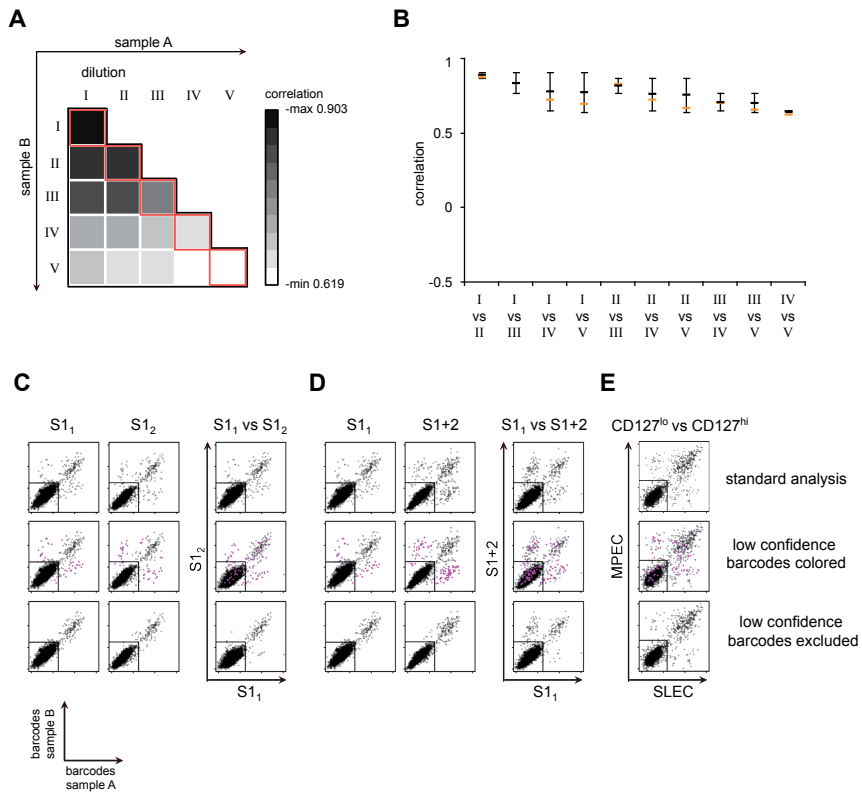 A
sample A
dilution
I II III IV V
correlation
-max 0.903
-min 0.619
sample B
I
II
III
IV
V
B
correlation
1
0.5
0
-0.5
I vs II
I vs III
I vs IV
I vs V
II vs III
II vs IV
II vs V
III vs IV
III vs V
IV vs V
C
S1₁
S1₂
S1₁ vs S1₂
S1₂
S1₁
barcodes sample B
barcodes sample A
D
S1₁
S1+2
S1₁ vs S1+2
S1+2
S1₁
E
CD127ˡᵒ vs CD127ʰⁱ
MPEC
SLEC
standard analysis
low confidence
barcodes colored
low confidence
barcodes excluded